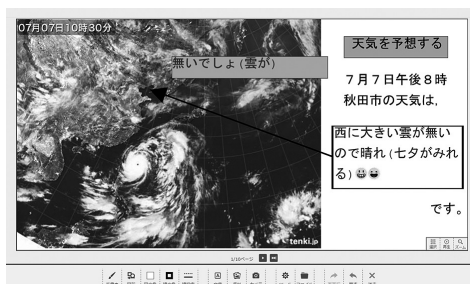 07月07日10時30分
無いでしょ(雲が)
天気を予想する
７月７日午後８時
秋田市の天気は,
西に大きい雲が無い
ので晴れ(七夕がみれ
る)😀😀
です。
tenki.jp
1/10ページ